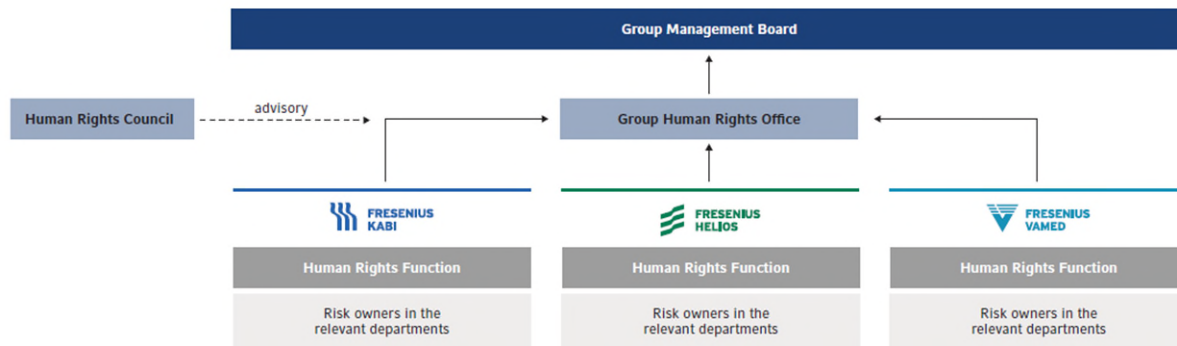 Group Management Board
advisory
Human Rights Council
Group Human Rights Office
FRESENIUS
KABI
FRESENIUS
HELIOS
FRESENIUS
VAMED
Human Rights Function
Human Rights Function
Human Rights Function
Risk owners in the
relevant departments
Risk owners in the
relevant departments
Risk owners in the
relevant departments